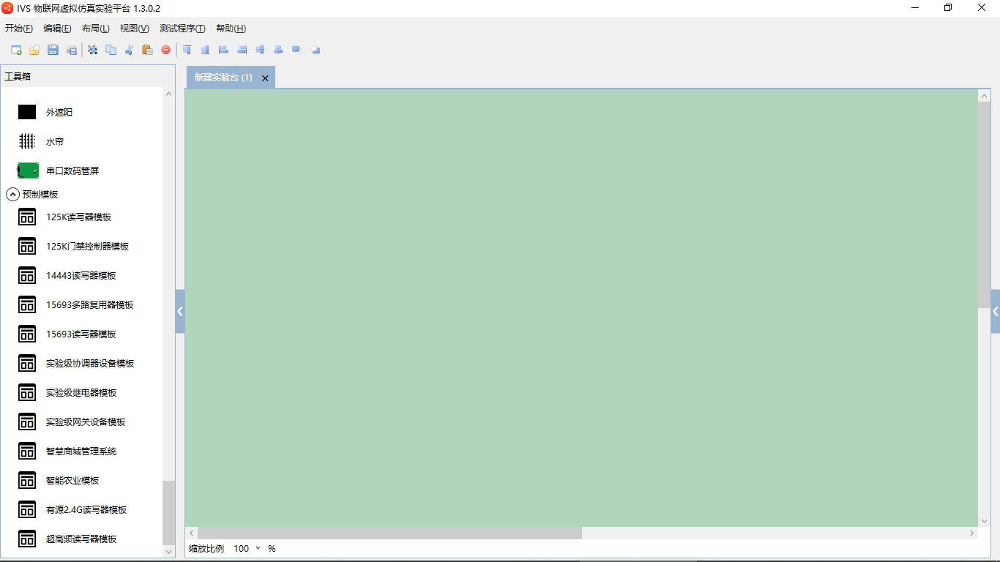 IVS 物联网虚拟仿真实验平台 1.3.0.2
开始(F) 编辑(E) 布局(L) 视图(V) 测试程序(T) 帮助(H)
工具箱
新建实验台 (1)
外遮阳
水帘
串口数码管屏
预制模板
125K读写器模板
125K门禁控制器模板
14443读写器模板
15693多路复用器模板
15693读写器模板
实验级协调器设备模板
实验级继电器模板
实验级网关设备模板
智慧商城管理系统
智能农业模板
有源2.4G读写器模板
超高频读写器模板
缩放比例 100 %